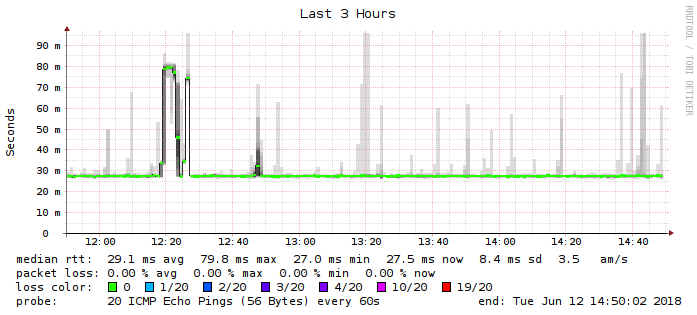 Last 3 Hours
RRDTOOL / TOBI OETIKER
Seconds
90 m
80 m
70 m
60 m
50 m
40 m
30 m
20 m
10 m
0
12:00 12:20 12:40 13:00 13:20 13:40 14:00 14:20 14:40
median rtt: 29.1 ms avg 79.8 ms max 27.0 ms min 27.5 ms now 8.4 ms sd 3.5 am/s
packet loss: 0.00 % avg 0.00 % max 0.00 % min 0.00 % now
loss color: 0 1/20 2/20 3/20 4/20 10/20 19/20
probe: 20 ICMP Echo Pings (56 Bytes) every 60s end: Tue Jun 12 14:50:02 2018